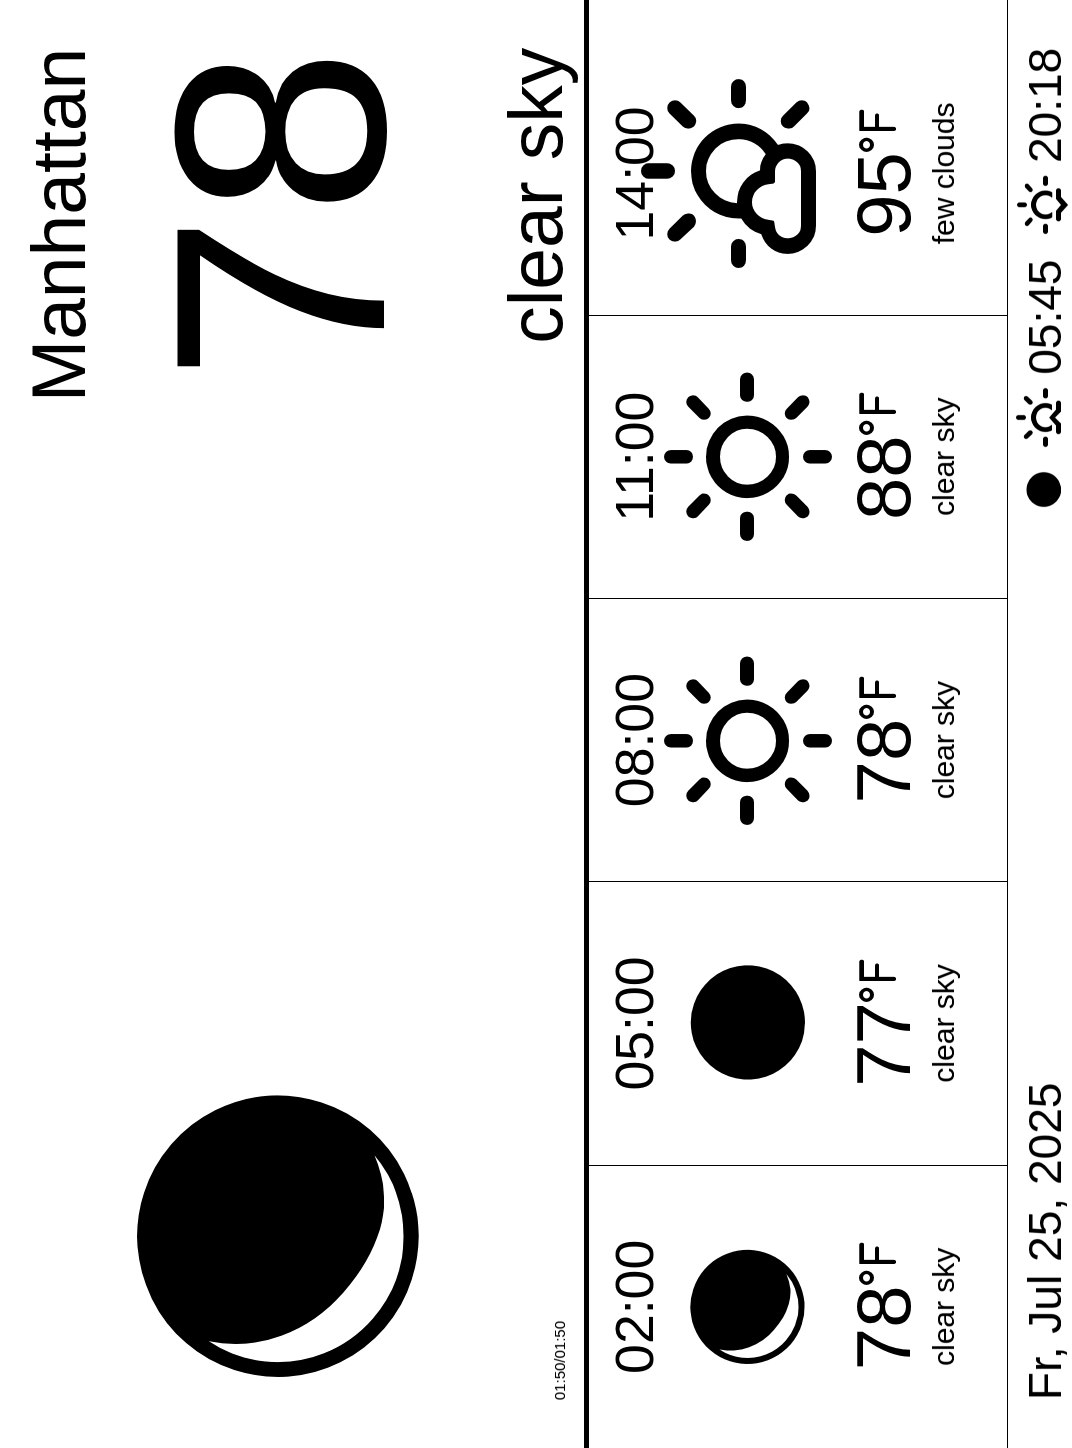 Manhattan
78
clear sky
01:50/01:50
02:00 05:00 08:00 11:00 14:00
78°F 77°F 78°F 88°F 95°F
clear sky clear sky clear sky clear sky few clouds
Fr, Jul 25, 2025 05:45 20:18